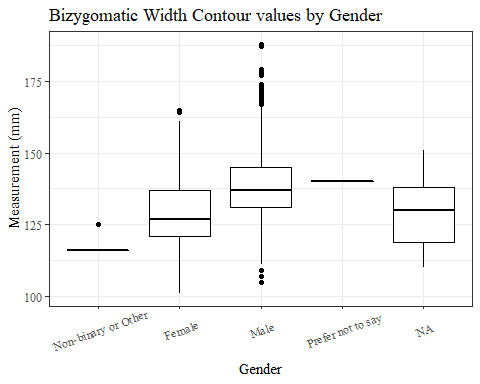 Bizygomatic Width Contour values by Gender
Measurement (mm)
175
150
125
100
Non-binary or Other
Female
Male
Prefer not to say
NA
Gender